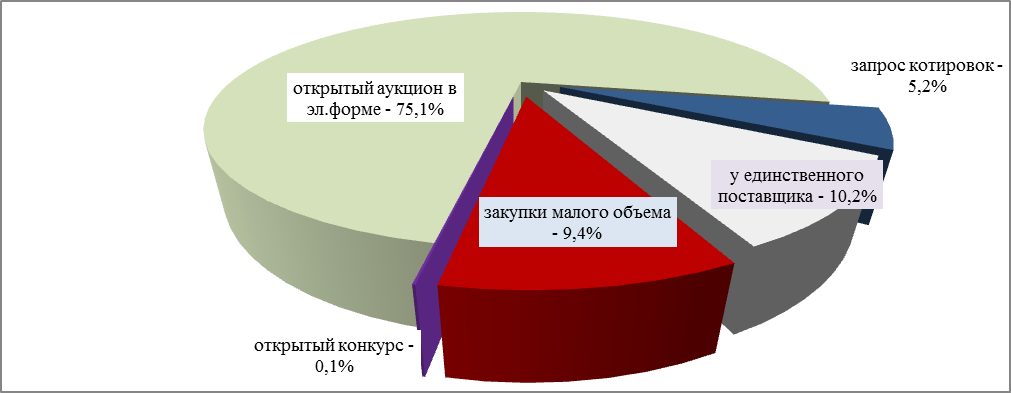 запрос котировок -
5,2%
открытый аукцион в
эл.форме - 75,1%
у единственного
поставщика - 10,2%
закупки малого объема
- 9,4%
открытый конкурс -
0,1%